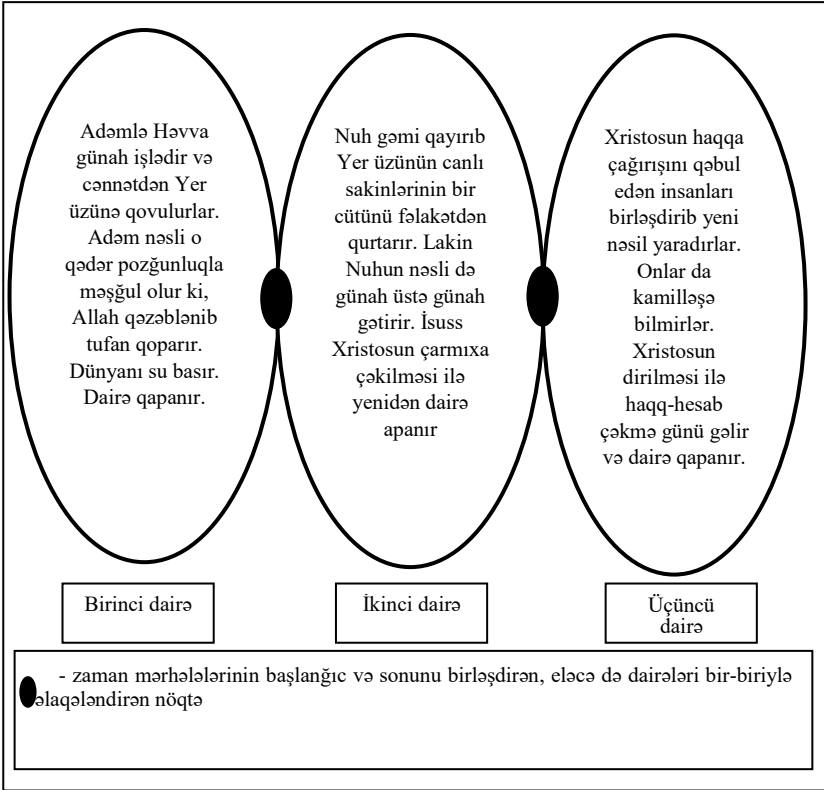 Adəmlə Həvva
günah işlədir və
cənnətdən Yer
üzünə qovulurlar.
Adəm nəsli o
qədər pozğunluqla
məşğul olur ki,
Allah qəzəblənib
tufan qoparır.
Dünyanı su basır.
Dairə qapanır.
Nuh gəmi qayırıb
Yer üzünün canlı
sakinlərinin bir
cütünü fəlakətdən
qurtarır. Lakin
Nuhun nəsli də
günah üstə günah
gətirir. İsuss
Xristosun çarmıxa
çəkilməsi ilə
yenidən dairə
apanır
Xristosun haqqa
çağırışını qəbul
edən insanları
birləşdirib yeni
nəsil yaradırlar.
Onlar da
kamilləşə
bilmirlər.
Xristosun
dirilməsi ilə
haqq-hesab
çəkmə günü gəlir
və dairə qapanır.
Birinci dairə
İkinci dairə
Üçüncü
dairə
- zaman mərhələlərinin başlanğıc və sonunu birləşdirən, eləcə də dairələri bir-biriylə
əlaqələndirən nöqtə